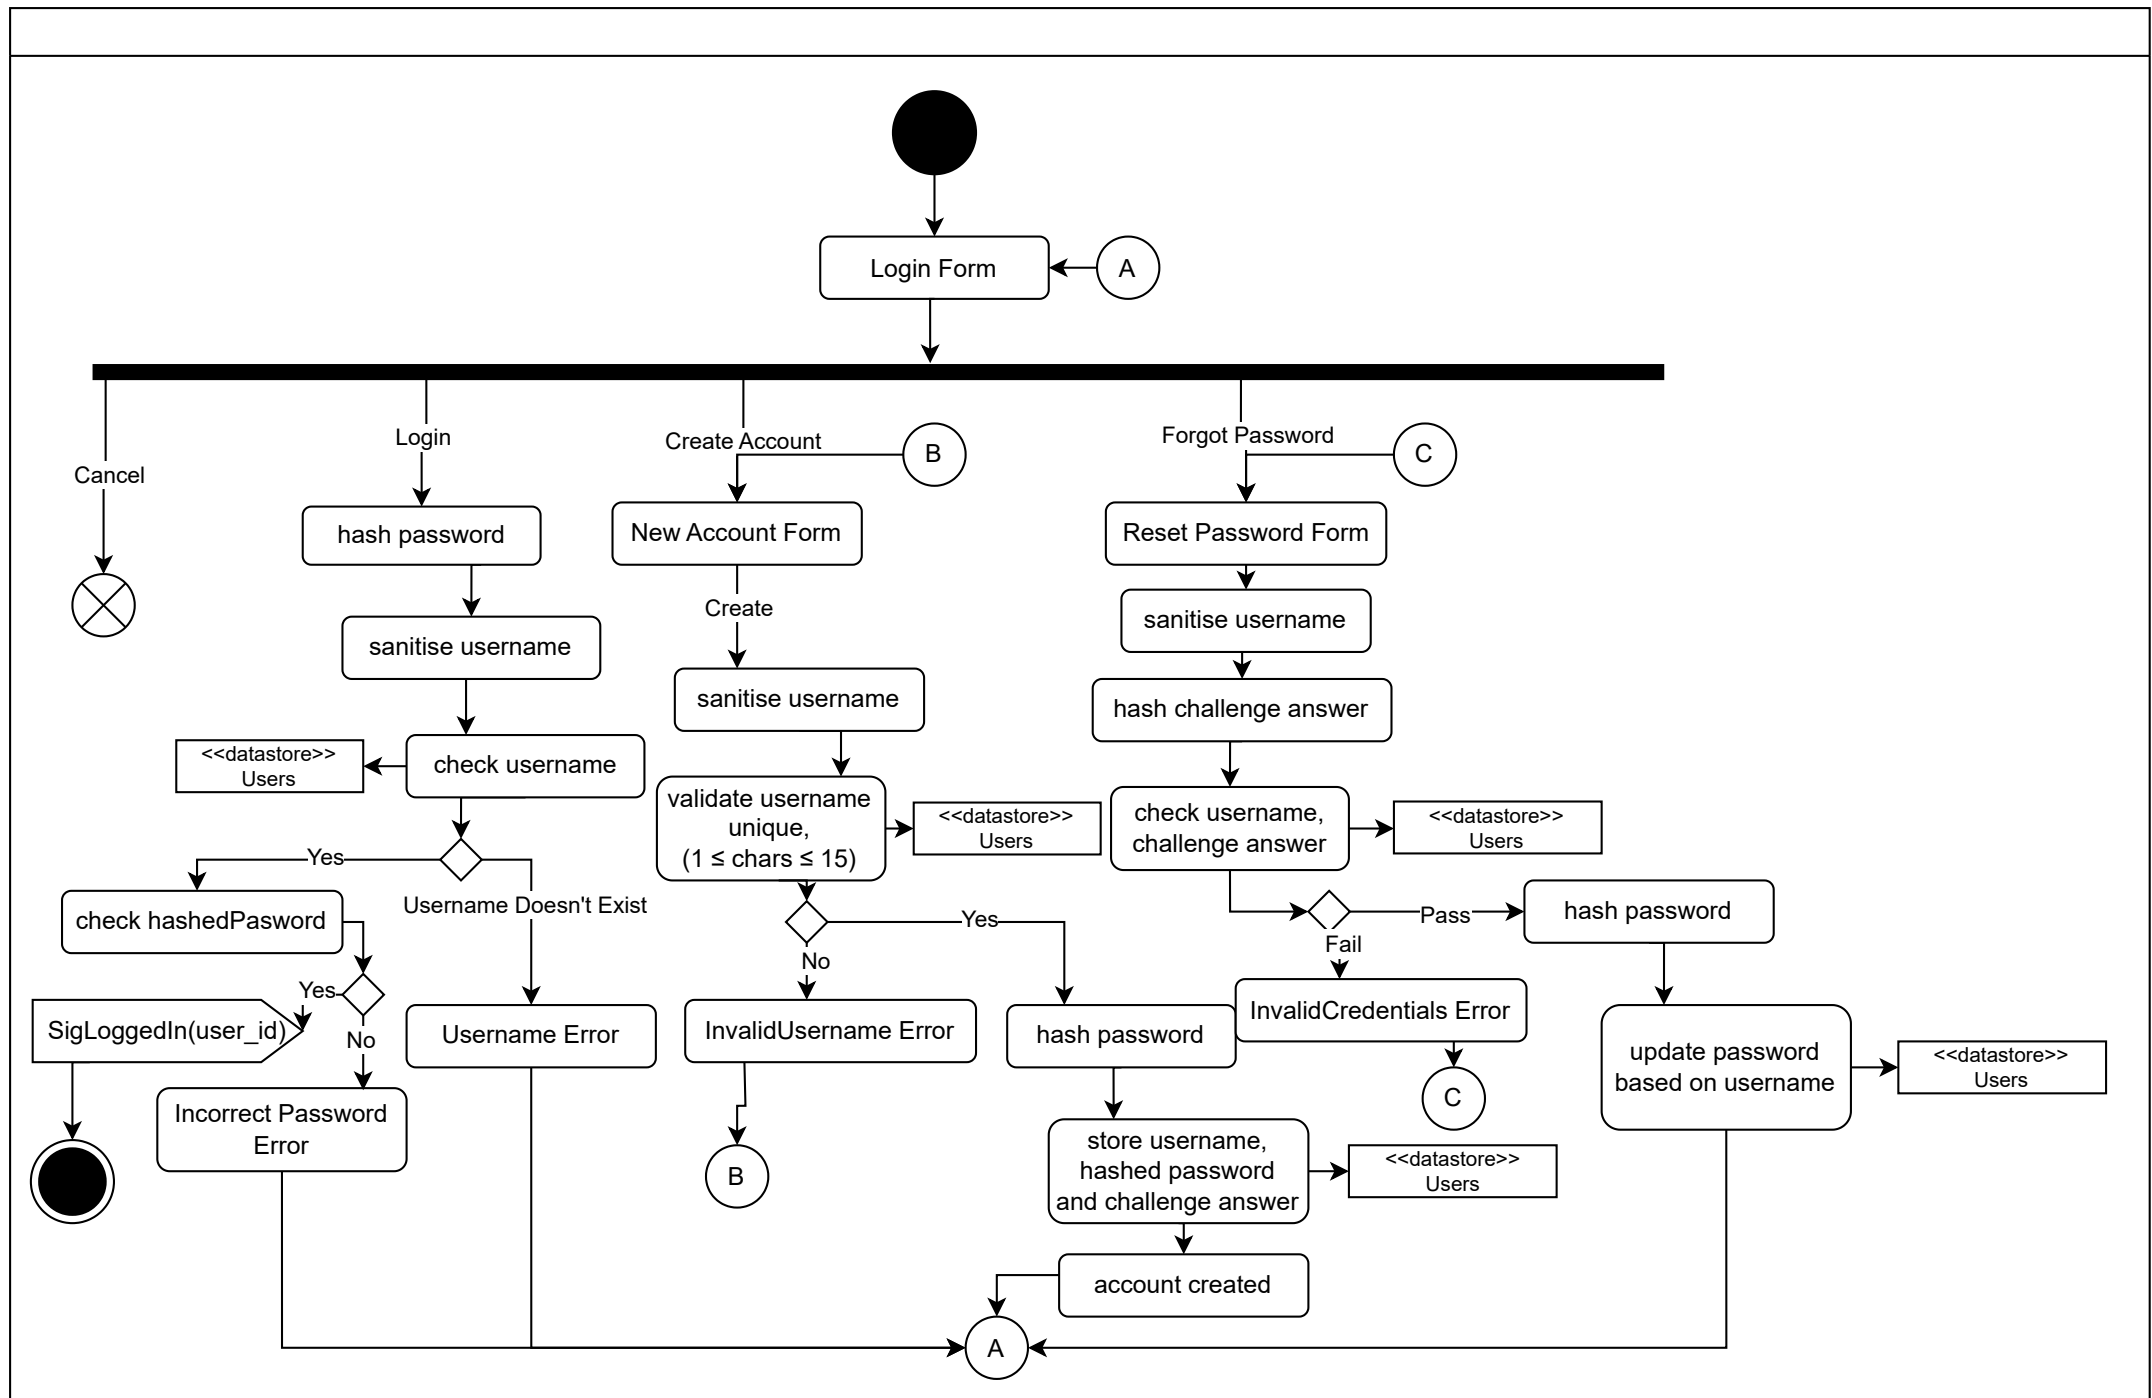 Login Form
A
Login
Create Account
B
Forgot Password
C
Cancel
hash password
New Account Form
Reset Password Form
Create
sanitise username
sanitise username
sanitise username
hash challenge answer
<<datastore>>
Users
check username
validate username
unique,
(1 ≤ chars ≤ 15)
<<datastore>>
Users
check username,
challenge answer
<<datastore>>
Users
Yes
Username Doesn't Exist
check hashedPasword
Yes
Pass
hash password
Fail
No
Yes
SigLoggedIn(user_id)
No
Username Error
InvalidUsername Error
hash password
InvalidCredentials Error
update password
based on username
<<datastore>>
Users
C
Incorrect Password
Error
B
store username,
hashed password
and challenge answer
<<datastore>>
Users
account created
A